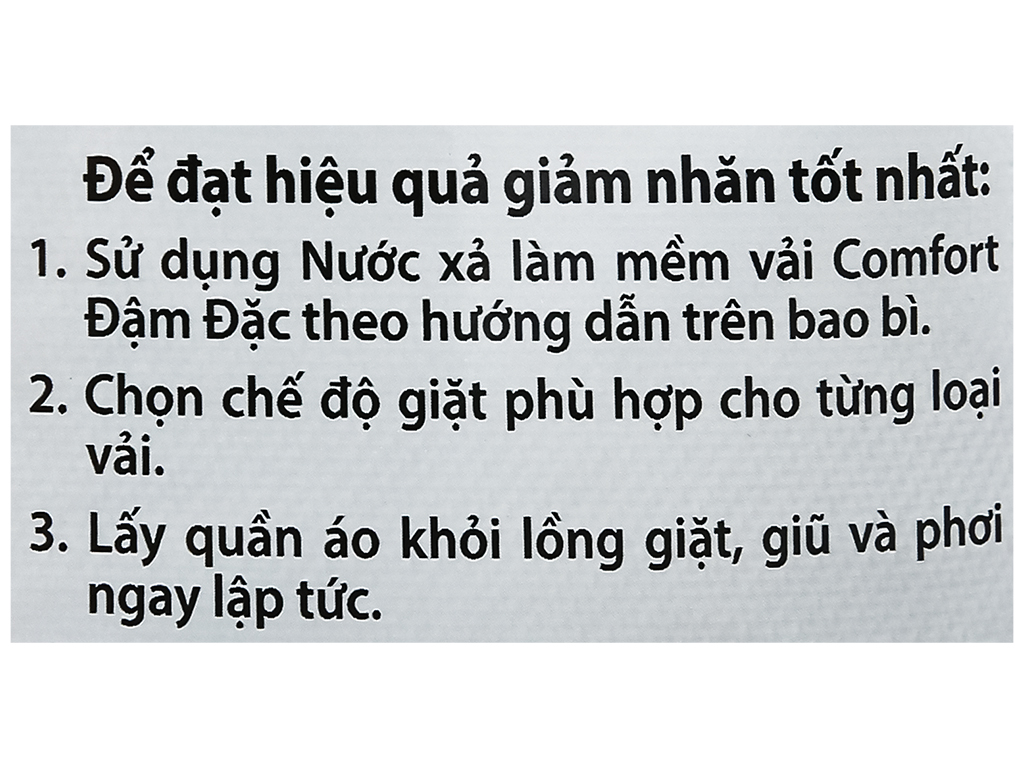 Để đạt hiệu quả giảm nhăn tốt nhất:
1. Sử dụng Nước xả làm mềm vải Comfort
Đậm Đặc theo hướng dẫn trên bao bì.
2. Chọn chế độ giặt phù hợp cho từng loại
vải.
3. Lấy quần áo khỏi lồng giặt, giũ và phơi
ngay lập tức.